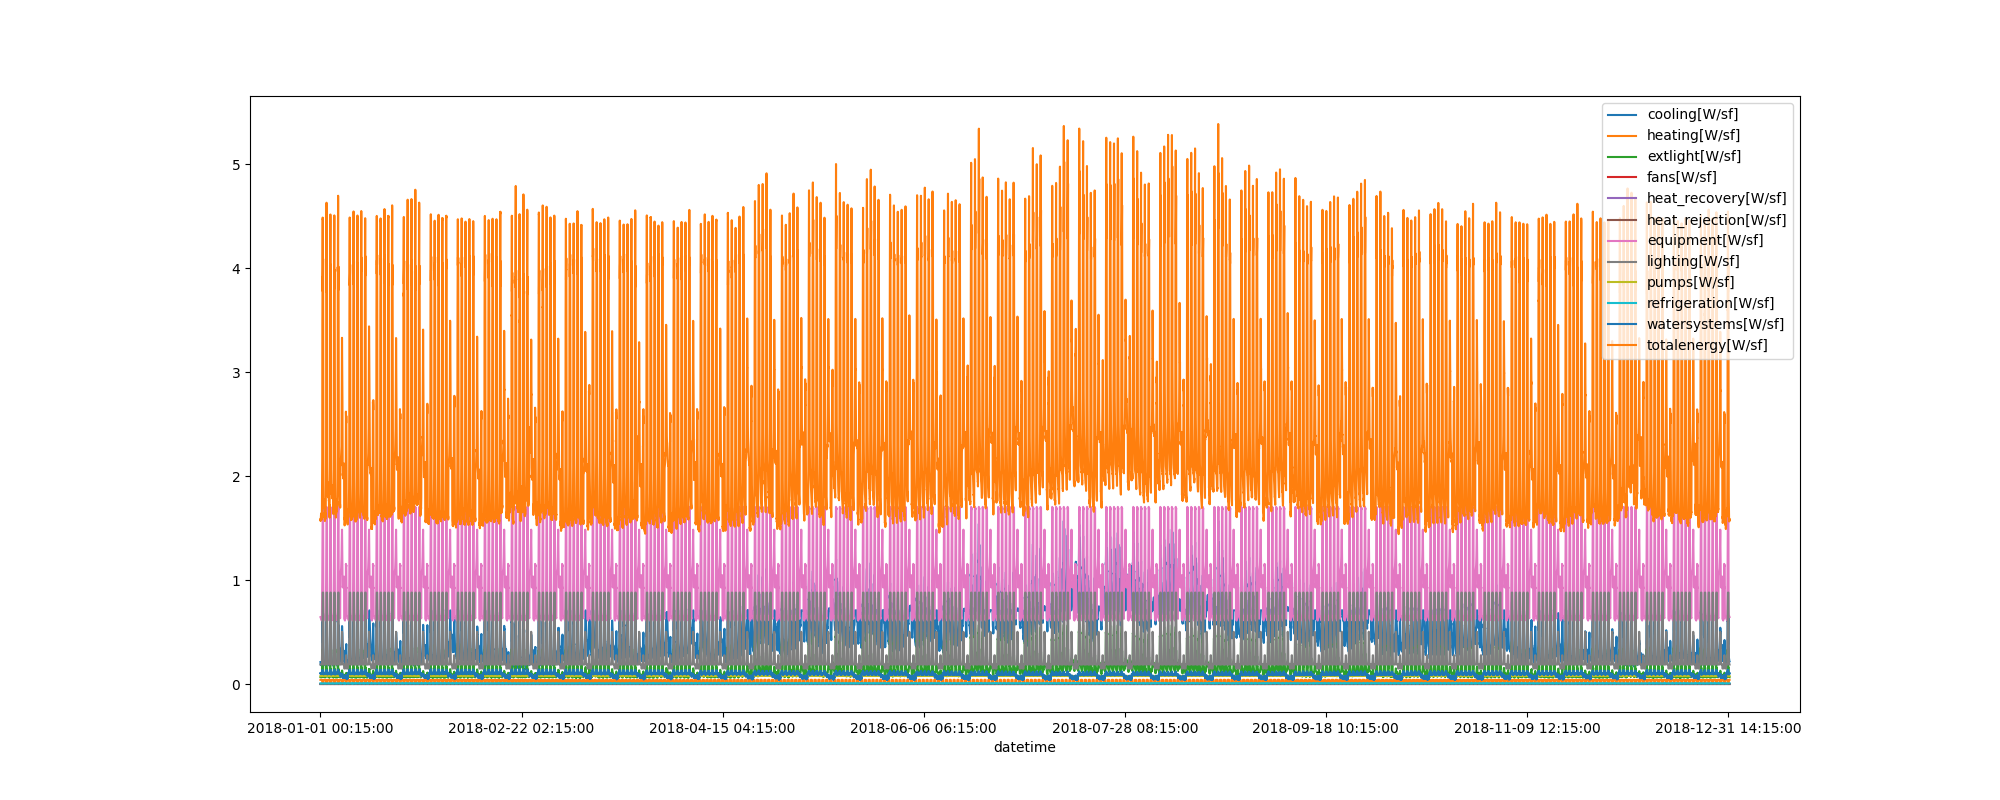 cooling[W/sf]
heating[W/sf]
extlight[W/sf]
fans[W/sf]
heat_recovery[W/sf]
heat_rejection[W/sf]
equipment[W/sf]
lighting[W/sf]
pumps[W/sf]
refrigeration[W/sf]
watersystems[W/sf]
totalenergy[W/sf]
5
4
3
2
1
0
2018-01-01 00:15:00 2018-02-22 02:15:00 2018-04-15 04:15:00 2018-06-06 06:15:00 2018-07-28 08:15:00 2018-09-18 10:15:00 2018-11-09 12:15:00 2018-12-31 14:15:00
datetime